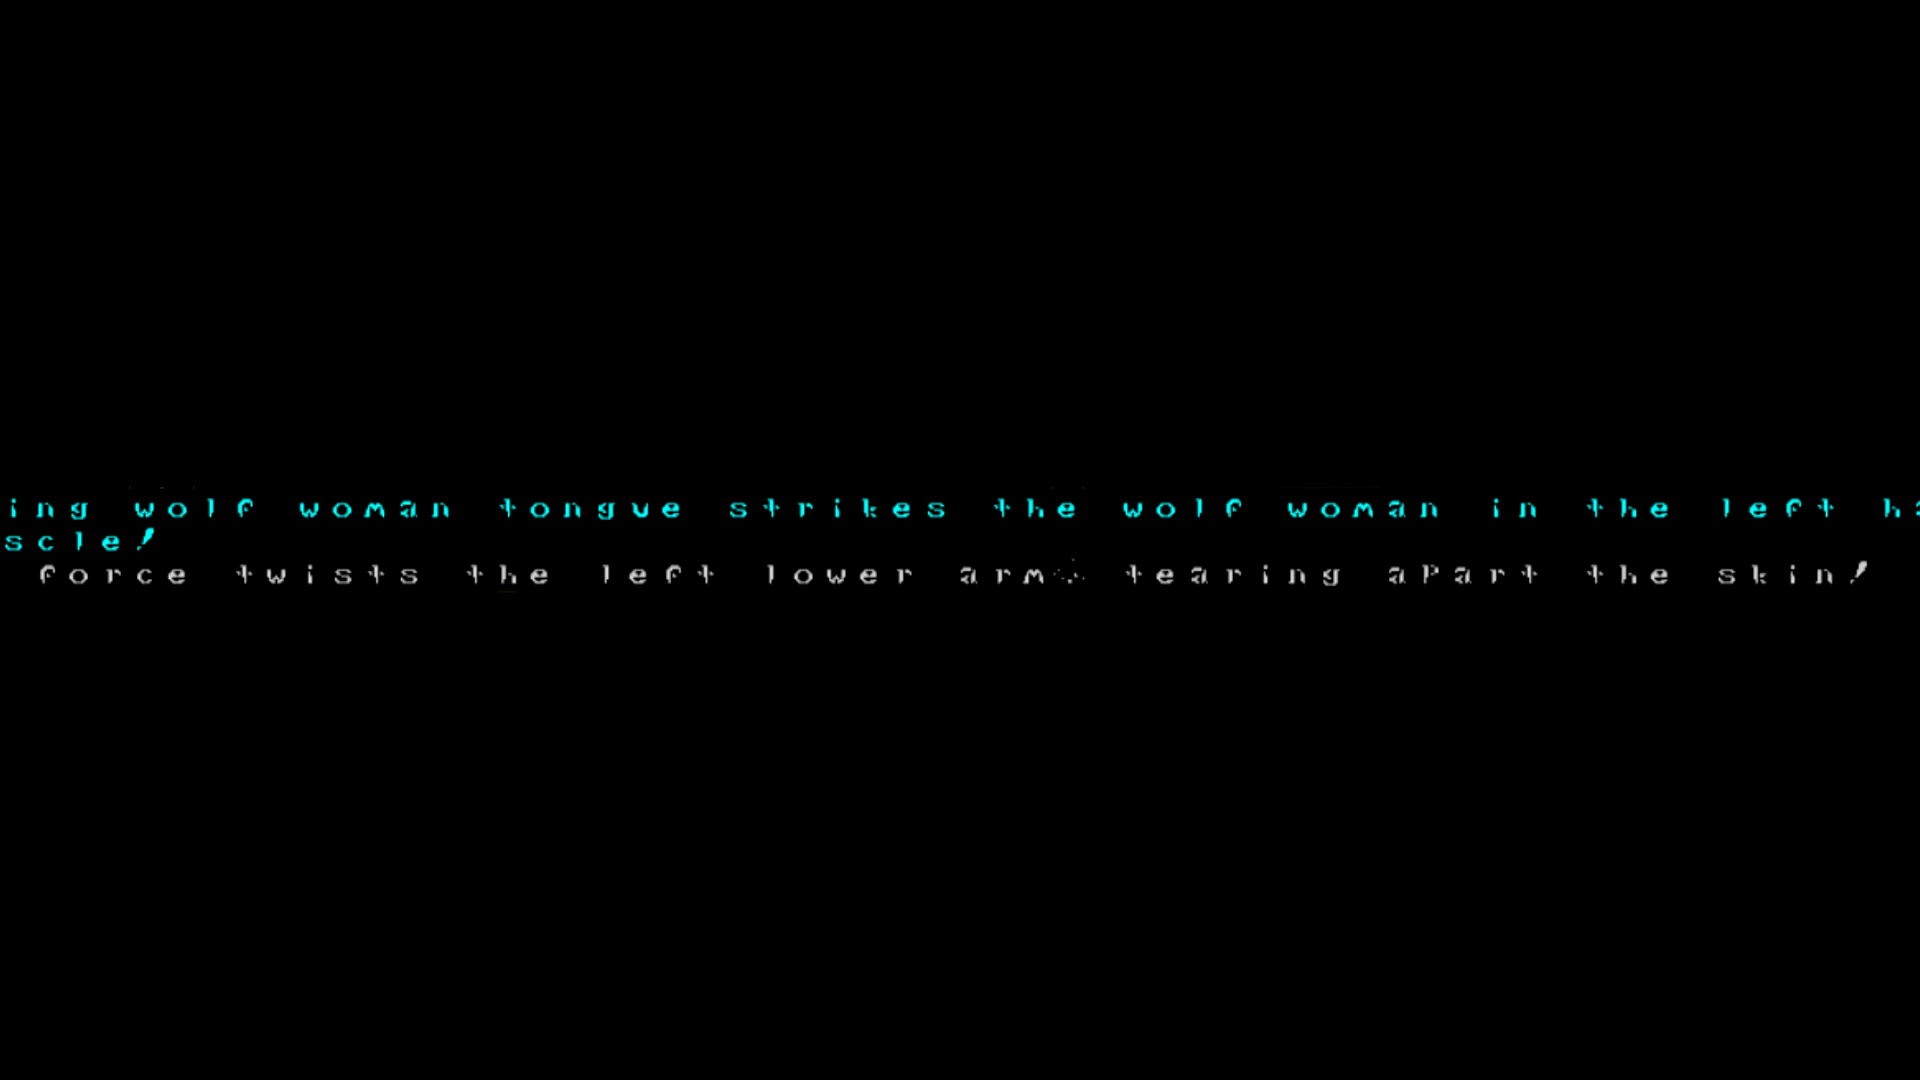 ing wolf woman tongue strikes the wolf woman in the left ha
scle!
force twists the left lower arm, tearing apart the skin!